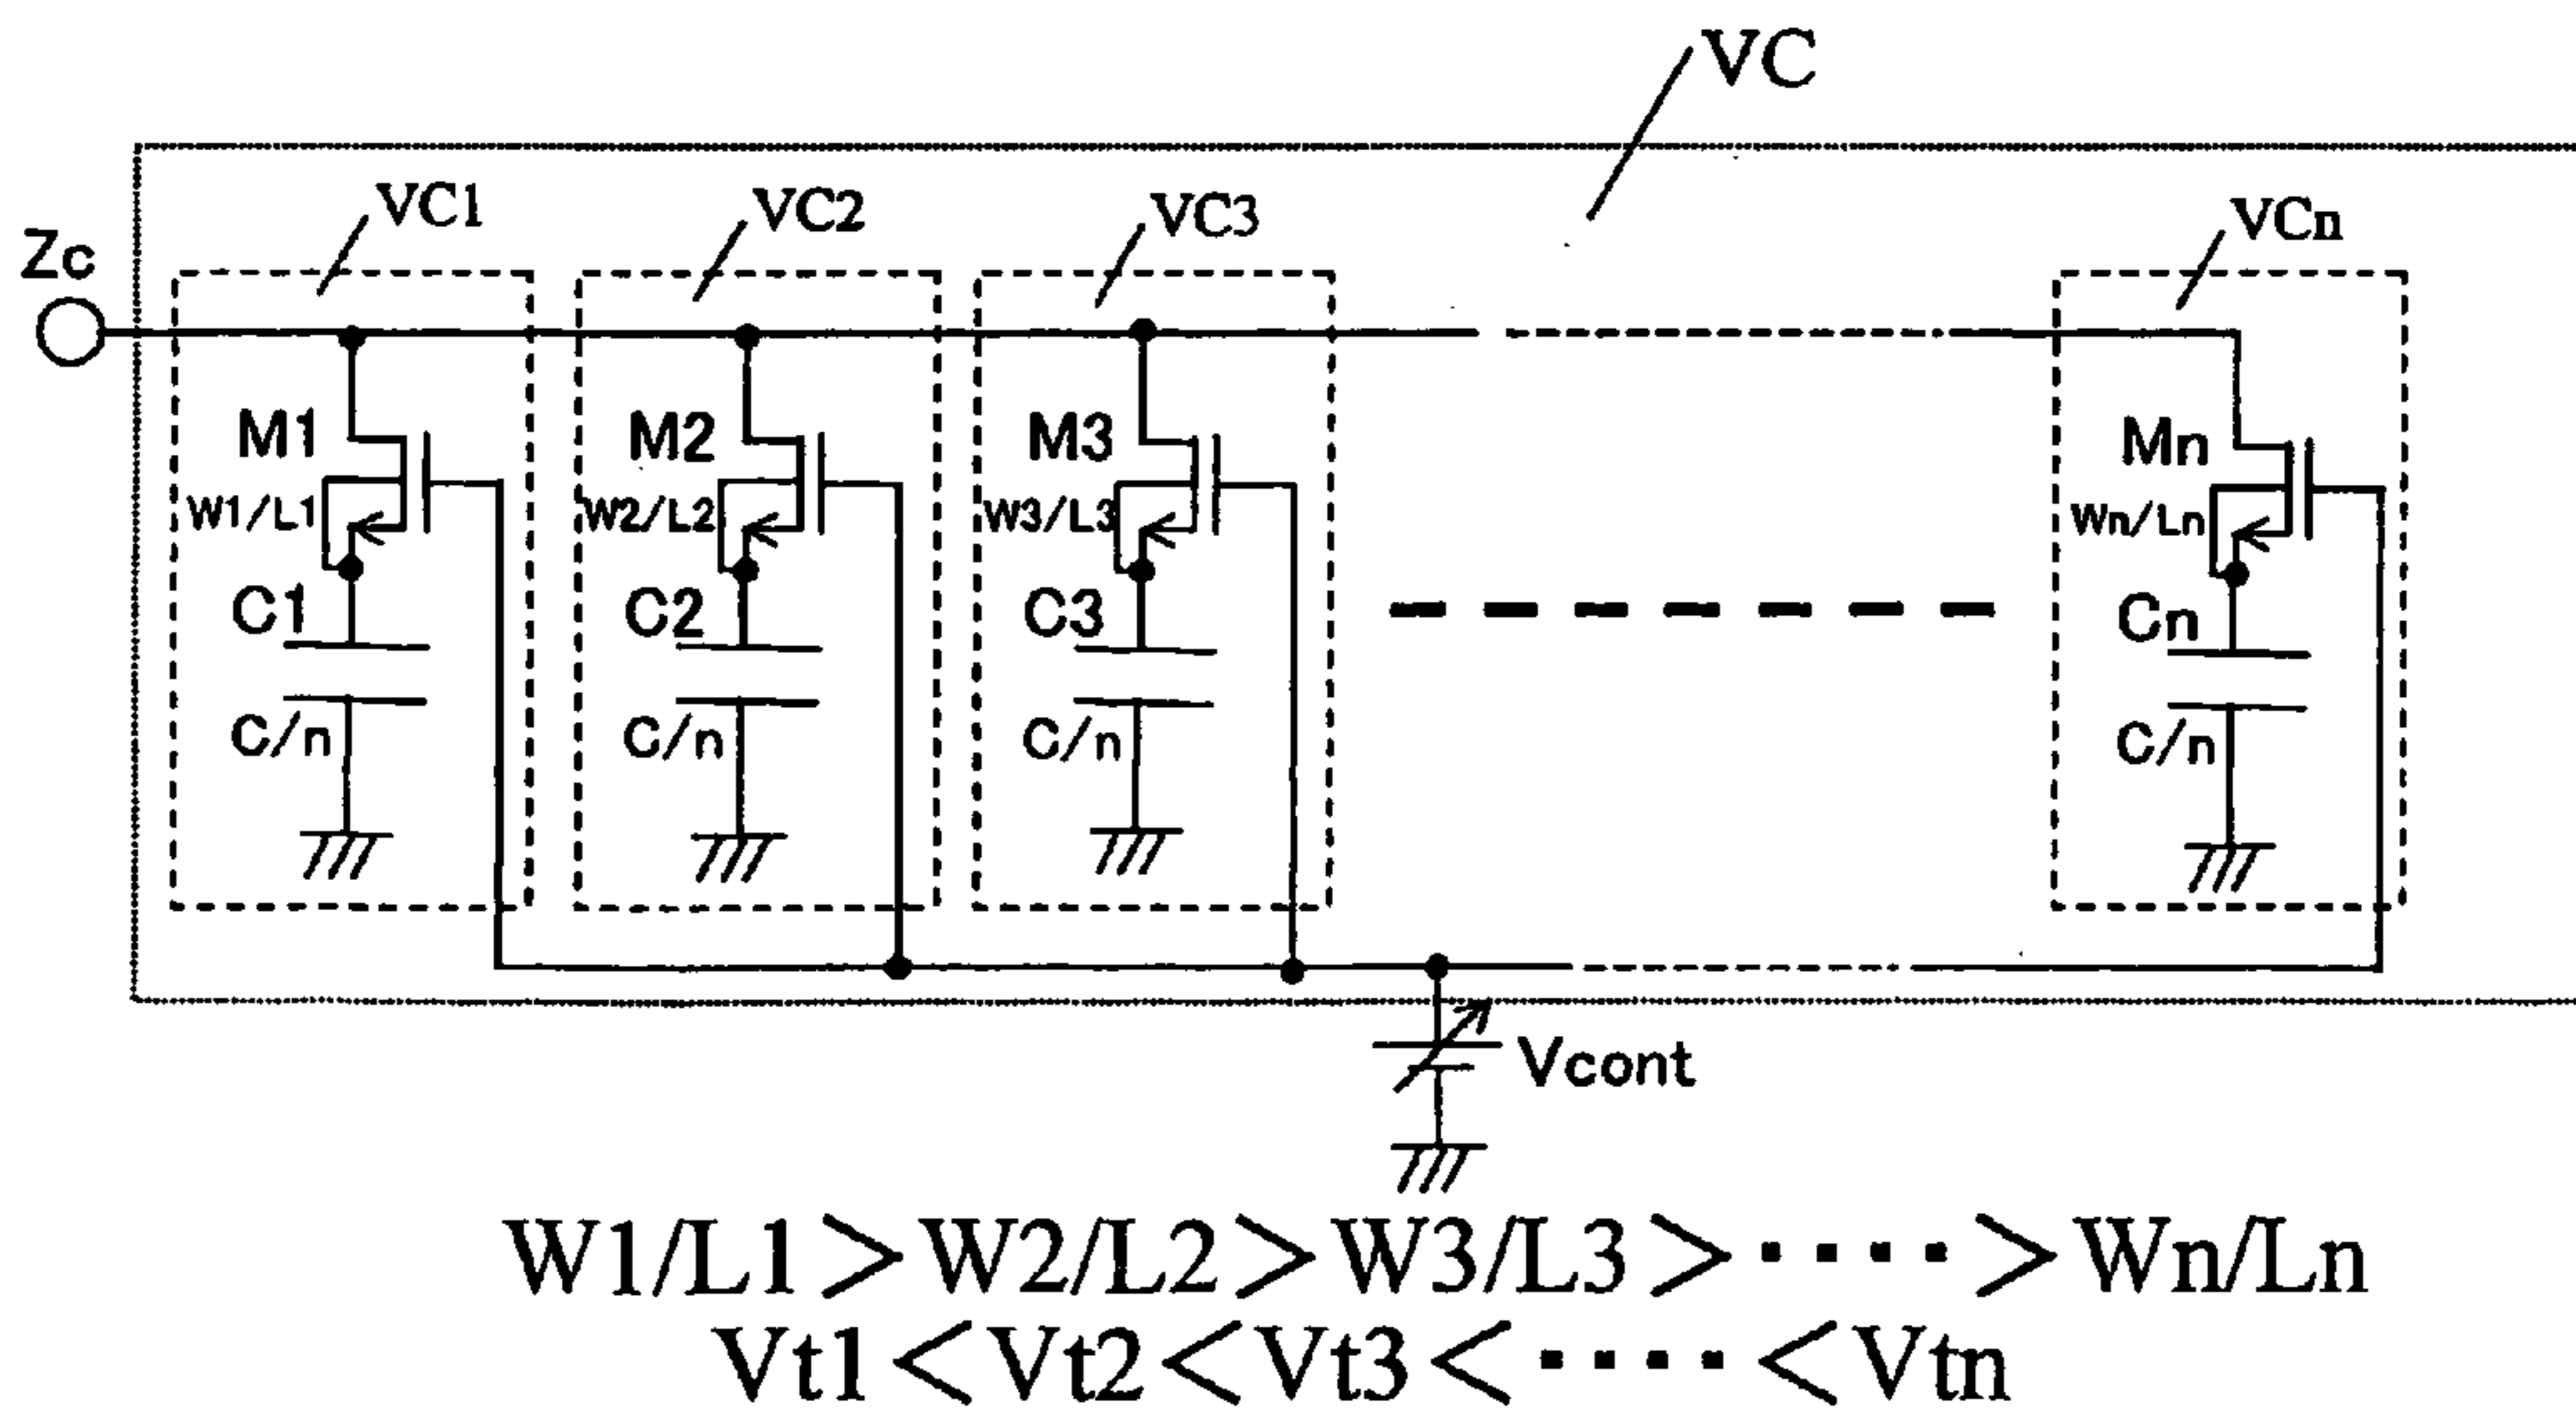 VC
VC1 VC2 VC3 VCn
Zc
M1 M2 M3 Mn
W1/L1 W2/L2 W3/L3 Wn/Ln
C1 C2 C3 Cn
C/n C/n C/n C/n
Vcont
W1/L1>W2/L2>W3/L3>····>Wn/Ln
Vt1<Vt2<Vt3<····<Vtn